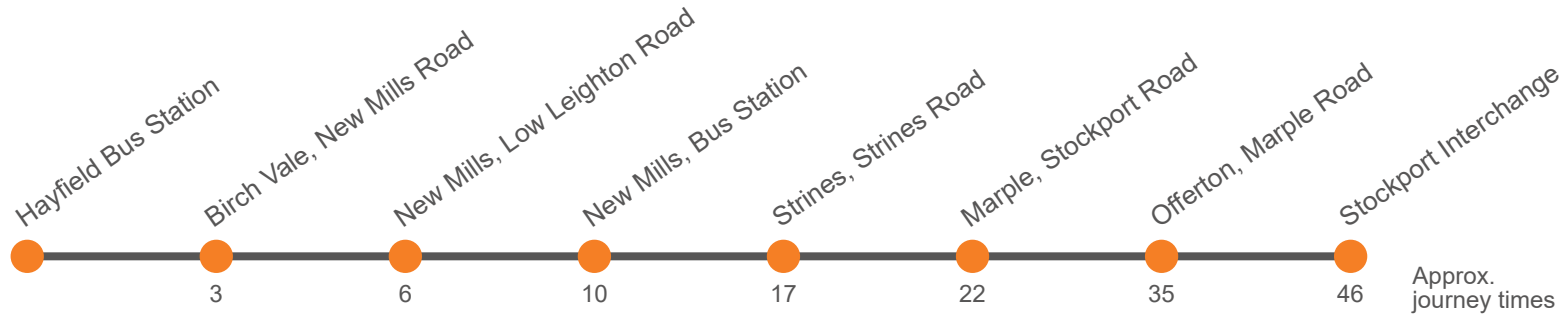 Hayfield Bus Station
Birch Vale, New Mills Road
New Mills, Low Leighton Road
New Mills, Bus Station
Strines, Strines Road
Marple, Stockport Road
Offerton, Marple Road
Stockport Interchange
3
6
10
17
22
35
46
Approx.
journey times